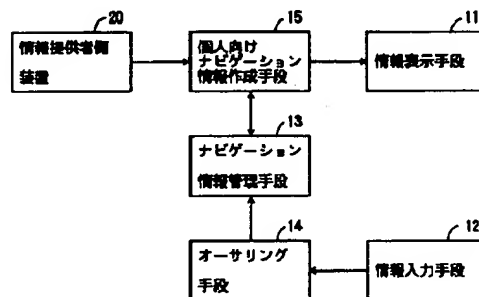 20
情報提供者側
装置
15
個人向け
ナビゲーション
情報作成手段
11
情報表示手段
13
ナビゲーション
情報管理手段
14
オーサリング
手段
12
情報入力手段